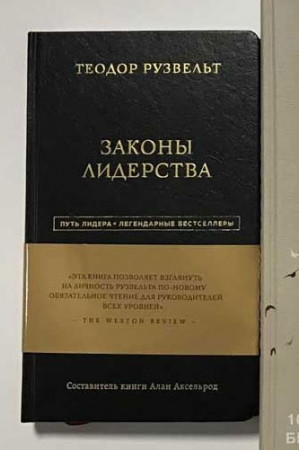 ТЕОДОР РУЗВЕЛЬТ
ЗАКОНЫ
ЛИДЕРСТВА
ПУТЬ ЛИДЕРА • ЛЕГЕНДАРНЫЕ БЕСТСЕЛЛЕРЫ
«ЭТА КНИГА ПОЗВОЛЯЕТ ВЗГЛЯНУТЬ
НА ЛИЧНОСТЬ РУЗВЕЛЬТА ПО-НОВОМУ
ОБЯЗАТЕЛЬНОЕ ЧТЕНИЕ ДЛЯ РУКОВОДИТЕЛЕЙ
ВСЕХ УРОВНЕЙ»
– THE WESTON REVIEW –
Составитель книги Алан Аксельрод